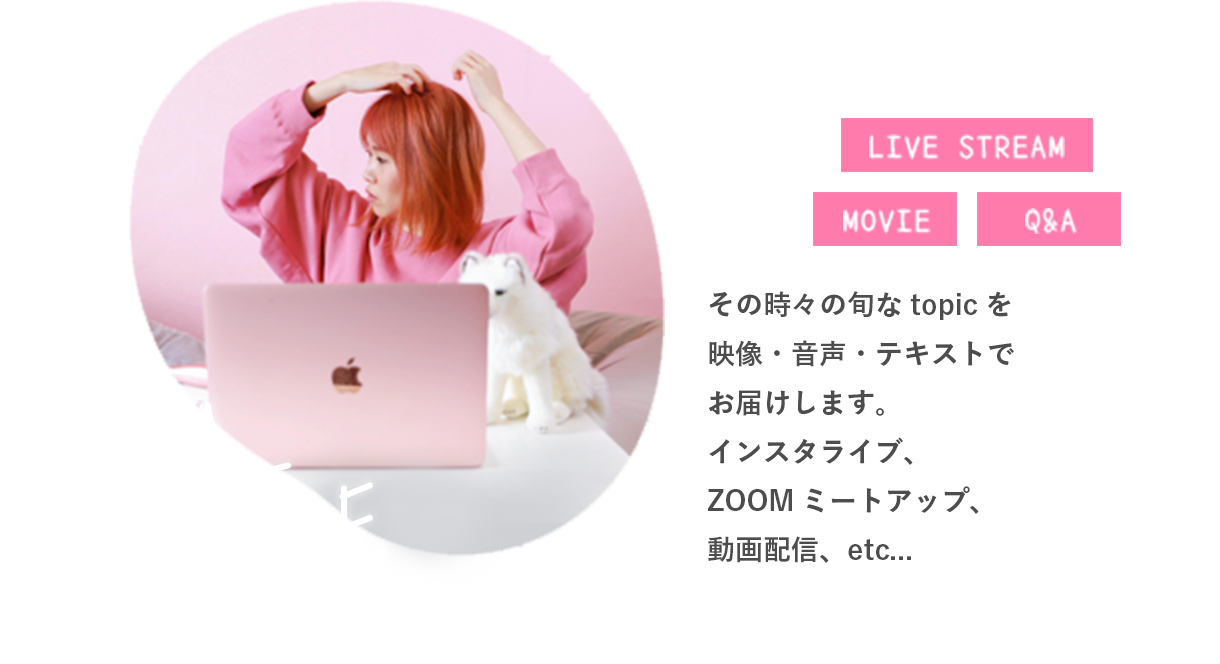 LIVE STREAM
MOVIE
Q&A
その時々の旬な topic を
映像・音声・テキストで
お届けします。
インスタライブ、
ZOOM ミートアップ、
動画配信、etc...